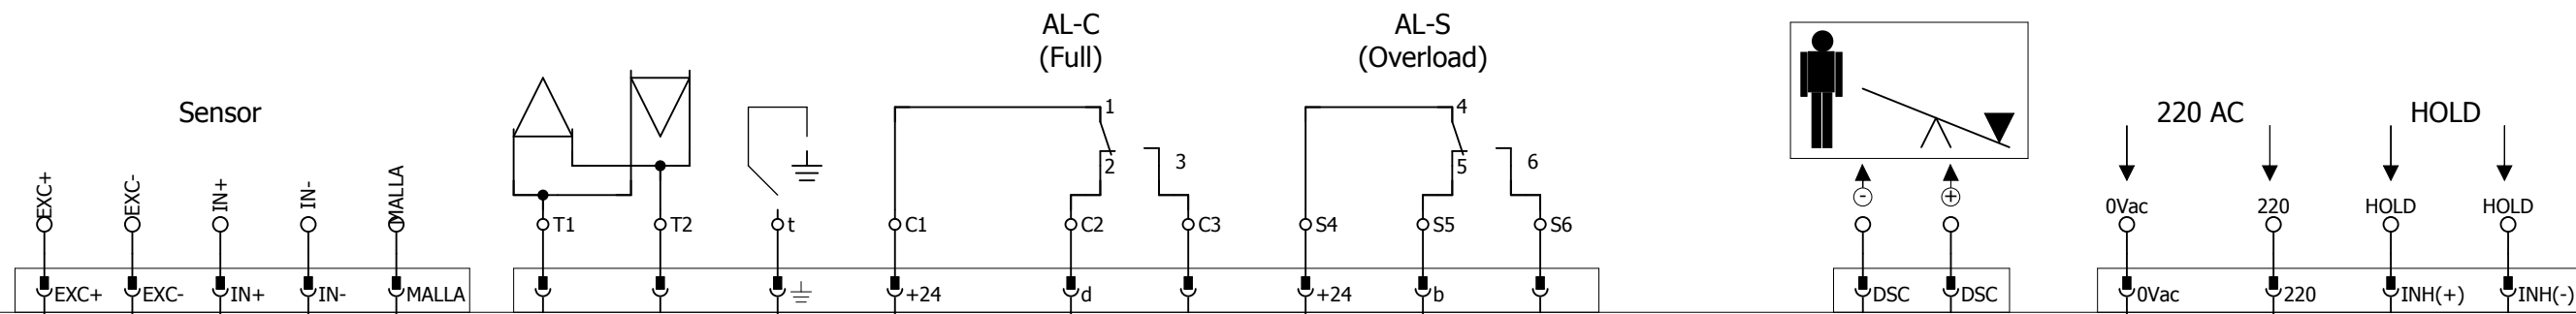 AL-C
(Full)
AL-S
(Overload)
Sensor
220 AC
HOLD
1
2
3
4
5
6
EXC+
EXC-
IN+
IN-
MALLA
-
+
0Vac
220
HOLD
HOLD
T1
T2
t
C1
C2
C3
S4
S5
S6
EXC+
EXC-
IN+
IN-
MALLA
+24
d
+24
b
DSC
DSC
0Vac
220
INH(+)
INH(-)